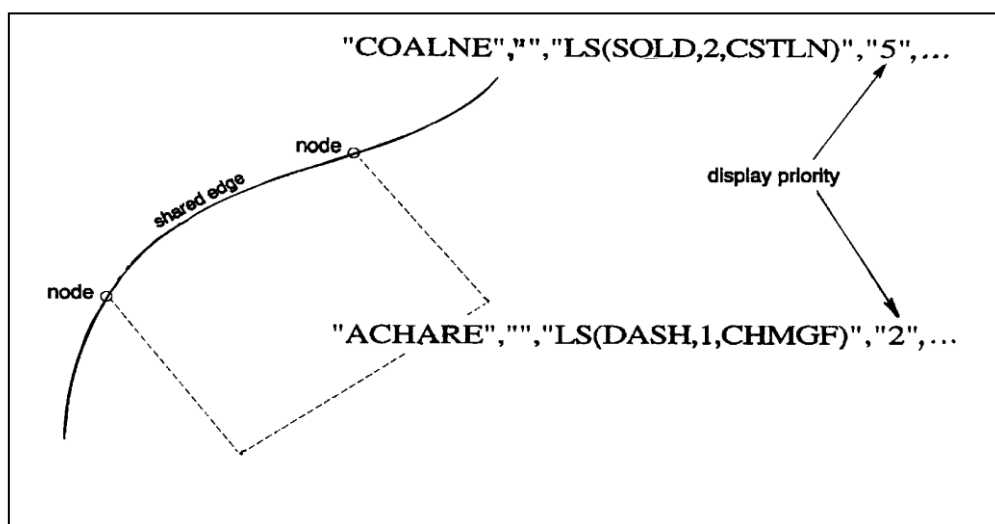 "COALNE","","LS(SOLD,2,CSTLN)","5",...
node
shared edge
display priority
node
"ACHARE","","LS(DASH,1,CHMGF)","2",...